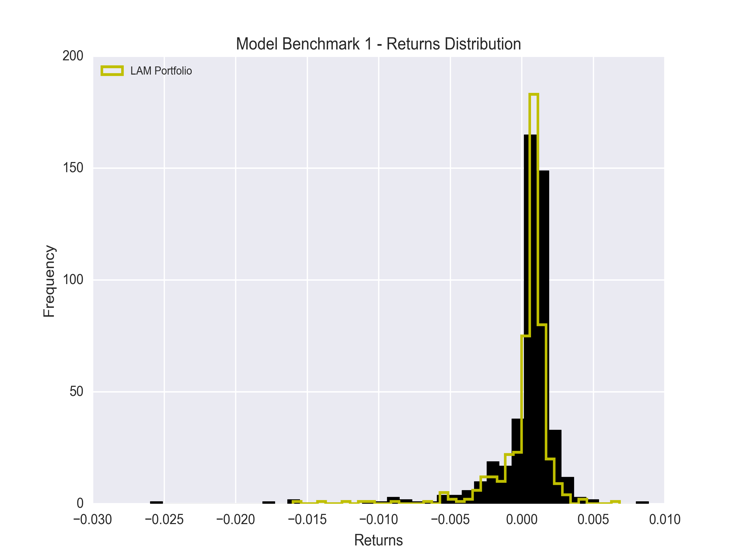 Model Benchmark 1 - Returns Distribution
LAM Portfolio
200
150
100
50
0
Frequency
−0.030 −0.025 −0.020 −0.015 −0.010 −0.005 0.000 0.005 0.010
Returns